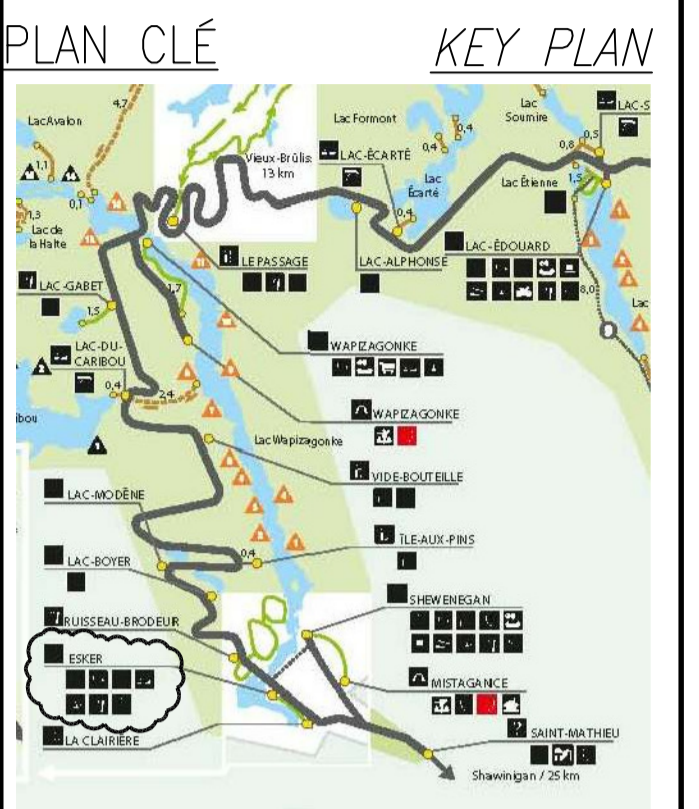 PLAN CLÉ
KEY PLAN
4,7
Lac Avalon
1,1
0,1
1,3
Lac de
la Halte
Vieux-Brûlis
13 km
Lac Formont
0,4
0,4
LAC-ÉCARTÉ
Lac
Écarté
0,4
Lac
Soumire
LAC-S
0,5
0,8
1,5
Lac Étienne
LE PASSAGE
LAC-ALPHONSE
LAC-ÉDOUARD
8,0
Lac
LAC-GABET
1,5
1,7
LAC-DU-
CARIBOU
0,4
2,4
ibou
WAPIZAGONKE
WAPIZAGONKE
Lac Wapizagonke
VIDE-BOUTEILLE
LAC-MODÈNE
ÎLE-AUX-PINS
0,4
LAC-BOYER
SHEWENEGAN
RUISSEAU-BRODEUR
ESKER
MISTAGANCE
LA CLAIRIÈRE
SAINT-MATHIEU
Shawinigan / 25 km